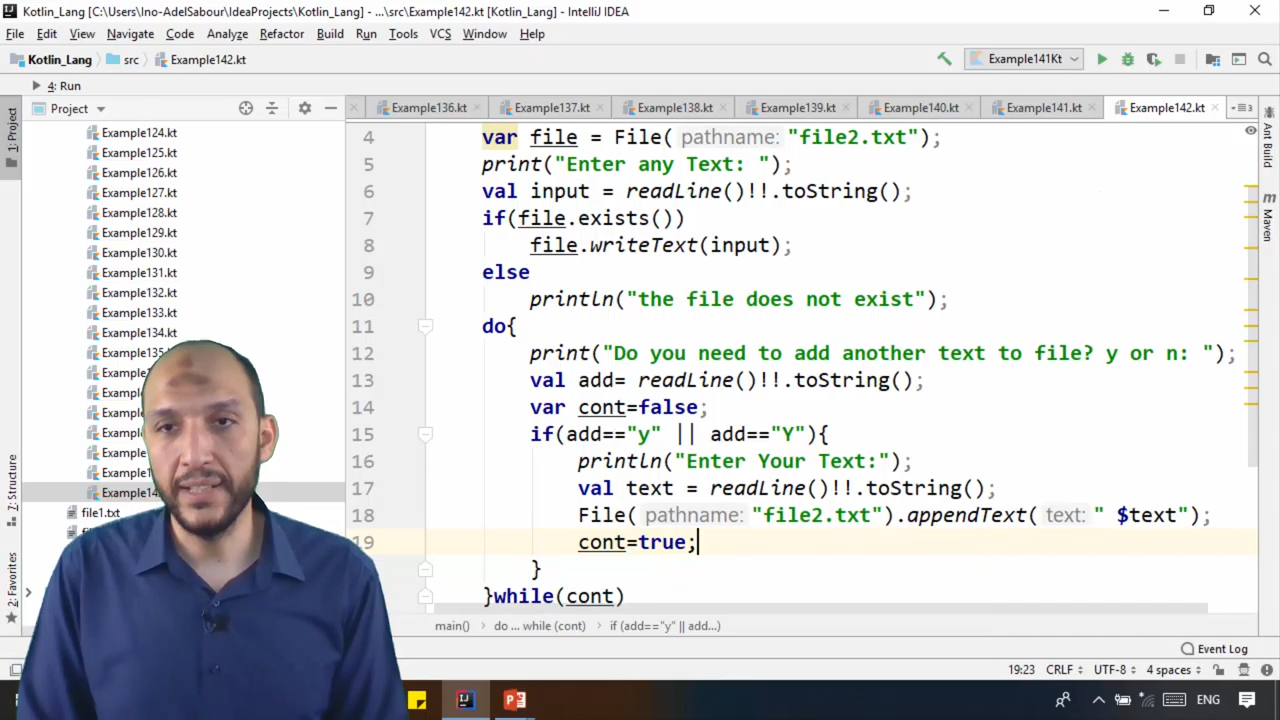 Kotlin_Lang [C:\Users\Ino-AdelSabour\IdeaProjects\Kotlin_Lang] - ...\src\Example142.kt [Kotlin_Lang] - IntelliJ IDEA
File Edit View Navigate Code Analyze Refactor Build Run Tools VCS Window Help
Kotlin_Lang src Example142.kt Example141Kt
4: Run
Project
Example136.kt Example137.kt Example138.kt Example139.kt Example140.kt Example141.kt Example142.kt
1: Project
Example124.kt
Example125.kt
Example126.kt
Example127.kt
Example128.kt
Example129.kt
Example130.kt
Example131.kt
Example132.kt
Example133.kt
Example134.kt
file1.txt
7: Structure
2: Favorites
4 var file = File( pathname: "file2.txt");
5 print("Enter any Text: ");
6 val input = readLine()!!.toString();
7 if(file.exists())
8 file.writeText(input);
9 else
10 println("the file does not exist");
11 do{
12 print("Do you need to add another text to file? y or n: ");
13 val add= readLine()!!.toString();
14 var cont=false;
15 if(add=="y" || add=="Y"){
16 println("Enter Your Text:");
17 val text = readLine()!!.toString();
18 File( pathname: "file2.txt").appendText( text: " $text");
19 cont=true;
}
}while(cont)
main() do ... while (cont) if (add=="y" || add...)
Ant Build
Maven
Event Log
19:23 CRLF UTF-8 4 spaces
ENG